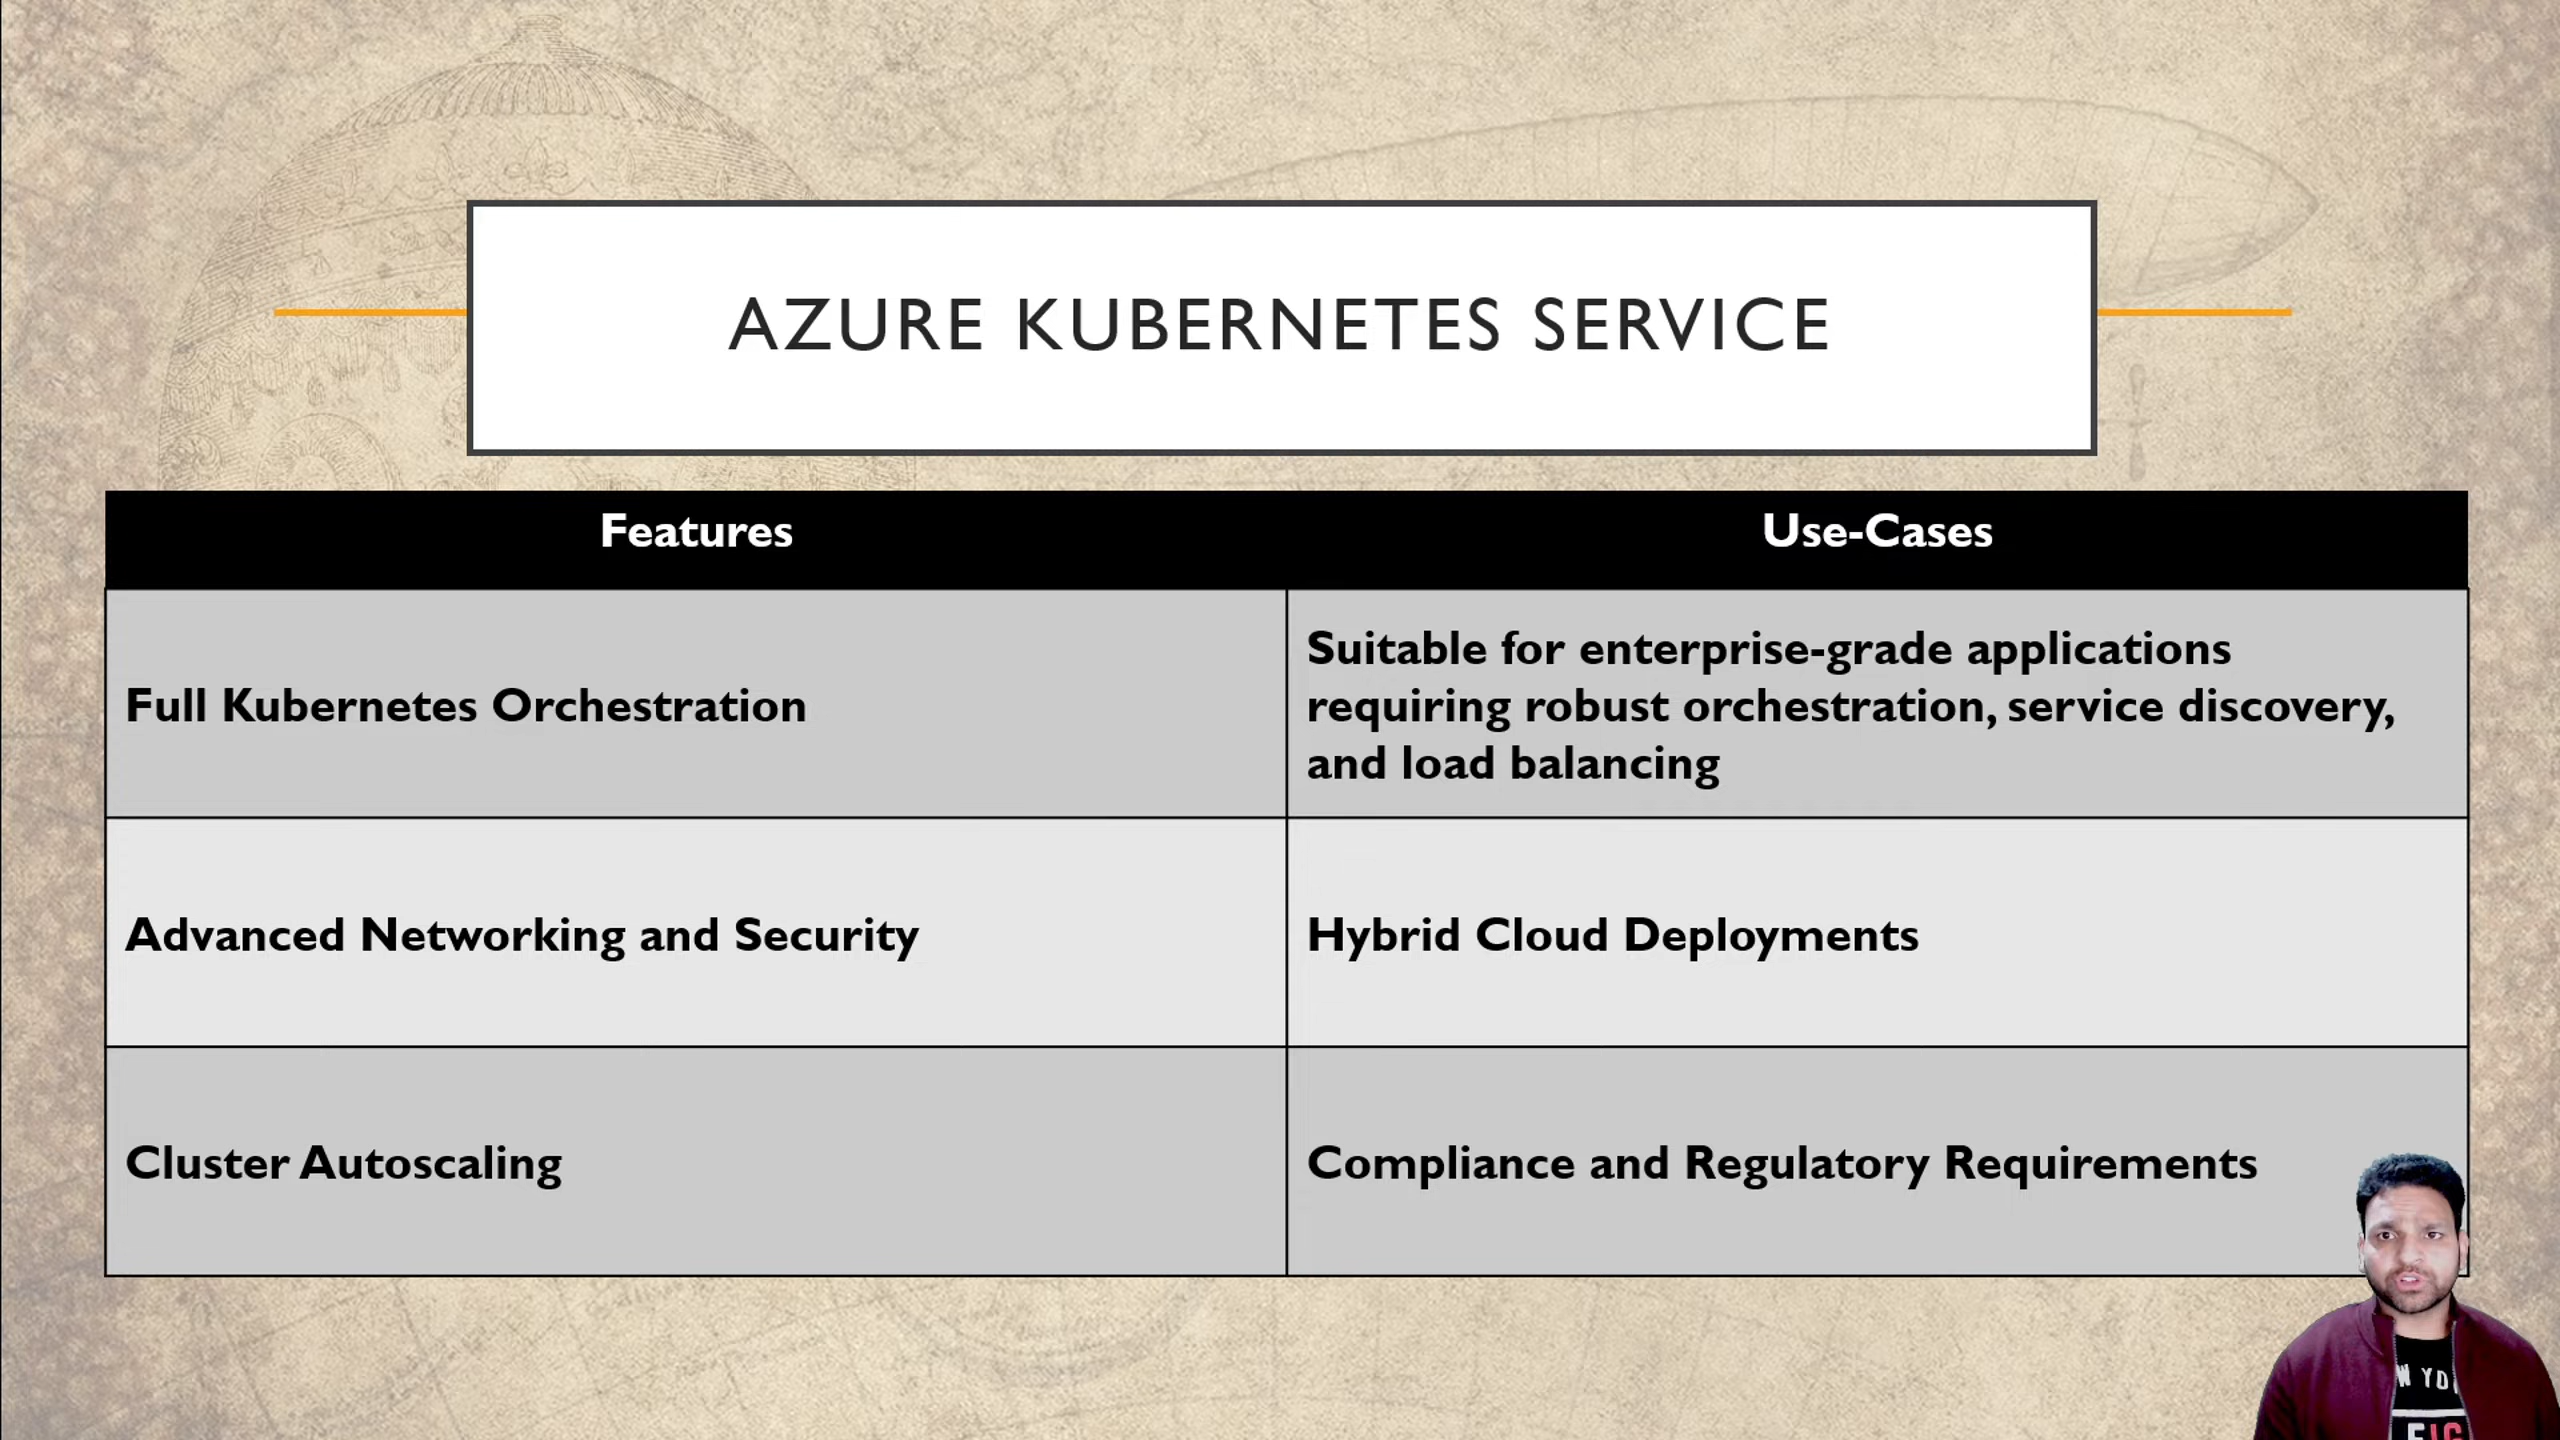 AZURE KUBERNETES SERVICE
Features
Use-Cases
Full Kubernetes Orchestration
Suitable for enterprise-grade applications
requiring robust orchestration, service discovery,
and load balancing
Advanced Networking and Security
Hybrid Cloud Deployments
Cluster Autoscaling
Compliance and Regulatory Requirements